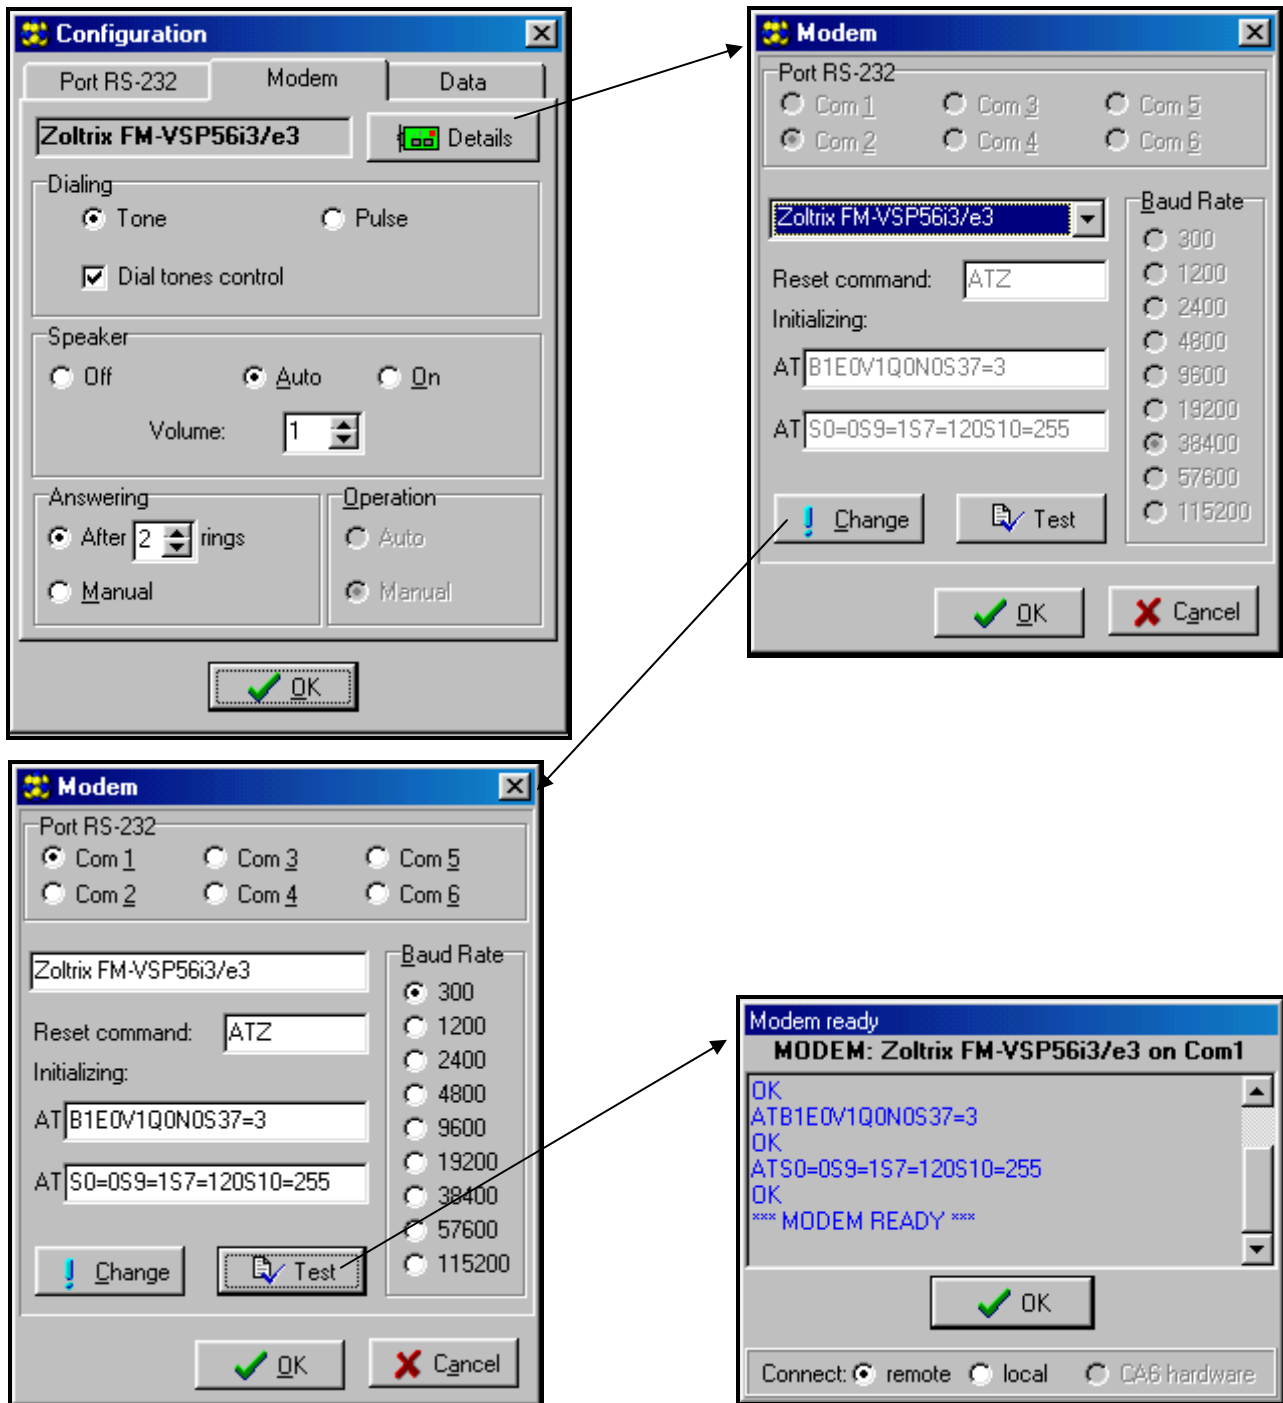 Configuration
Port RS-232 Modem Data
Zoltrix FM-VSP56i3/e3 Details
Dialing
Tone Pulse
Dial tones control
Speaker
Off Auto On
Volume: 1
Answering Operation
After 2 rings Auto
Manual Manual
OK
Modem
Port RS-232
Com 1 Com 3 Com 5
Com 2 Com 4 Com 6
Zoltrix FM-VSP56i3/e3 Baud Rate
300
Reset command: ATZ 1200
Initializing: 2400
4800
AT B1E0V1Q0N0S37=3 9600
19200
AT S0=0S9=1S7=120S10=255 38400
57600
Change Test 115200
OK Cancel
Modem
Port RS-232
Com 1 Com 3 Com 5
Com 2 Com 4 Com 6
Zoltrix FM-VSP56i3/e3 Baud Rate
300
Reset command: ATZ 1200
Initializing: 2400
4800
AT B1E0V1Q0N0S37=3 9600
19200
AT S0=0S9=1S7=120S10=255 38400
57600
Change Test 115200
OK Cancel
Modem ready
MODEM: Zoltrix FM-VSP56i3/e3 on Com1
OK
ATB1E0V1Q0N0S37=3
OK
ATS0=0S9=1S7=120S10=255
OK
*** MODEM READY ***
OK
Connect: remote local CA6 hardware